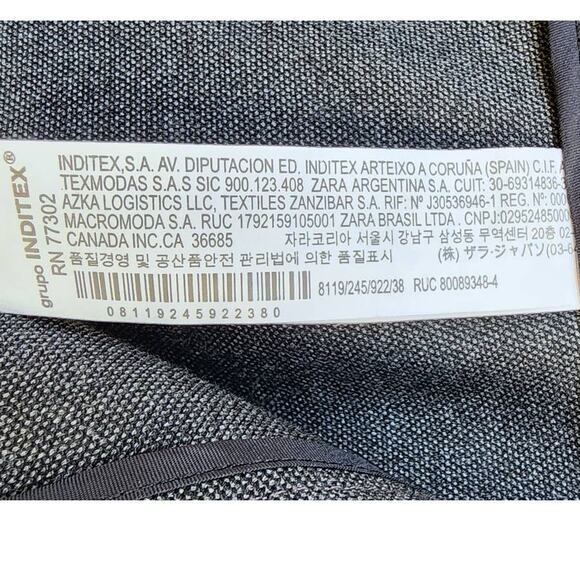 grupo INDITEX®
RN 77302
INDITEX,S.A. AV. DIPUTACION ED. INDITEX ARTEIXO A CORUÑA (SPAIN) C.I.F.
TEXMODAS S.A.S SIC 900.123.408 ZARA ARGENTINA S.A. CUIT: 30-69314836-
AZKA LOGISTICS LLC, TEXTILES ZANZIBAR S.A. RIF: Nº J30536946-1 REG. Nº: 000
MACROMODA S.A. RUC 1792159105001 ZARA BRASIL LTDA. CNPJ:02952485000
CANADA INC.CA 36685 자라코리아 서울시 강남구 삼성동 무역센터 20층 02-
품질경영 및 공산품안전 관리법에 의한 품질표시 (株) ザラ・ジャパン(03-6
8119/245/922/38 RUC 80089348-4
08119245922380